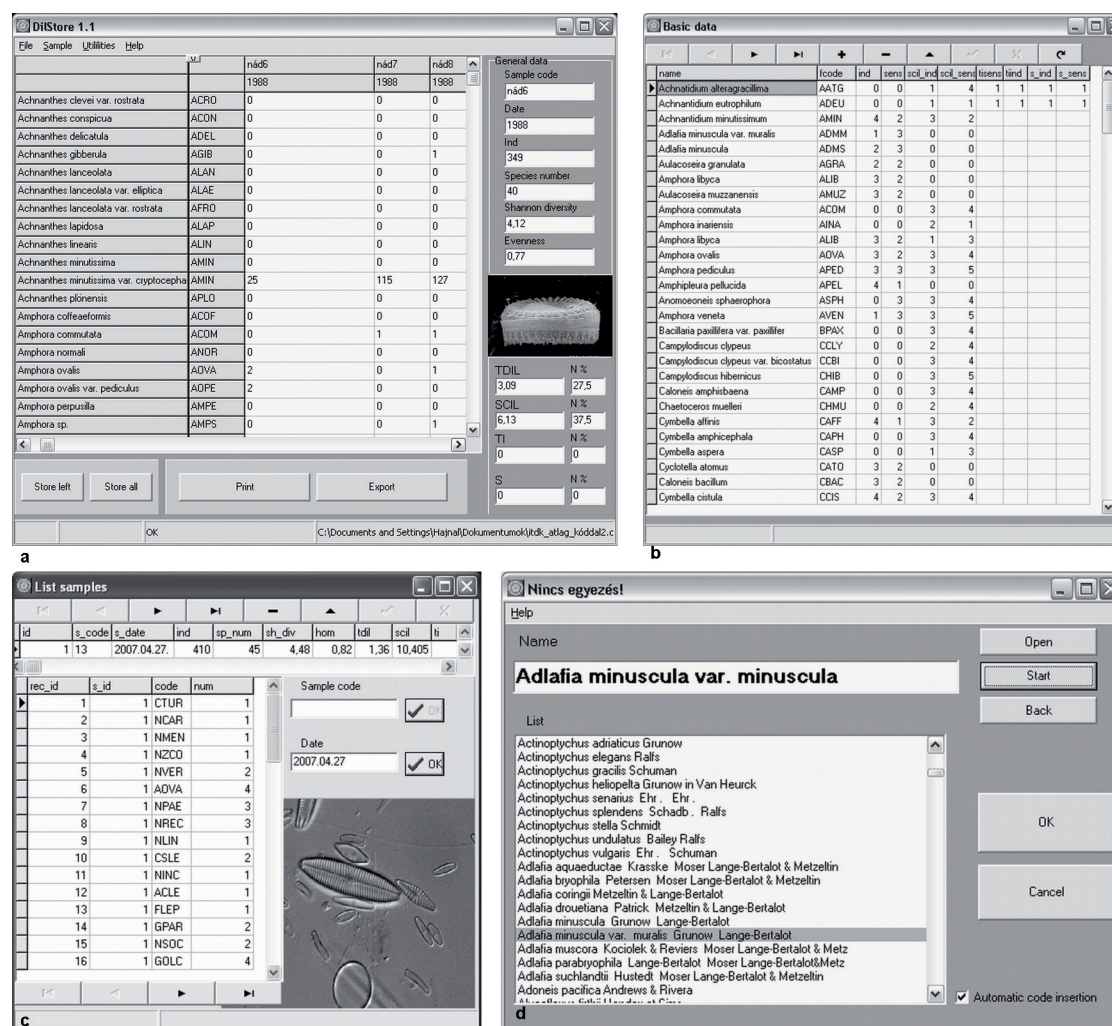 DilStore 1.1
File Sample Utilities Help
nád6 nád7 nád8
1988 1988 1988
Achnanthes clevei var. rostrata ACRO 0 0 0
Achnanthes conspicua ACON 0 0 0
Achnanthes delicatula ADEL 0 0 0
Achnanthes gibberula AGIB 0 0 1
Achnanthes lanceolata ALAN 0 0 0
Achnanthes lanceolata var. elliptica ALAE 0 0 0
Achnanthes lanceolata var. rostrata AFRO 0 0 0
Achnanthes lapidosa ALAP 0 0 0
Achnanthes linearis ALIN 0 0 0
Achnanthes minutissima AMIN 0 0 0
Achnanthes minutissima var. cryptocepha AMIN 25 115 127
Achnanthes plönensis APLO 0 0 0
Amphora coffeaeformis ACOF 0 0 0
Amphora commutata ACOM 0 1 1
Amphora normali ANOR 0 0 0
Amphora ovalis AOVA 2 0 1
Amphora ovalis var. pediculus AOPE 2 0 0
Amphora perpusilla AMPE 0 0 0
Amphora sp. AMPS 0 0 1
General data
Sample code
nád6
Date
1988
Ind
349
Species number
40
Shannon diversity
4,12
Evenness
0,77
TDIL N %
3,09 27,5
SCIL N %
6,13 37,5
TI N %
0 0
S N %
0 0
Store left Store all Print Export
OK C:\Documents and Settings\Hajnal\Dokumentumok\itdk_atlag_kóddal2.c
a
Basic data
name fcode ind sens scil_ind scil_sens tisens tiind s_ind s_sens
Achnatidium alteragracillima AATG 0 0 1 4 1 1 1 1
Achnantidium eutrophilum ADEU 0 0 1 1 1 1 1 1
Achnantidium minutissimum AMIN 4 2 3 2
Adlafia minuscula var. muralis ADMM 1 3 0 0
Adlafia minuscula ADMS 2 3 0 0
Aulacoseira granulata AGRA 2 2 0 0
Amphora libyca ALIB 3 2 0 0
Aulacoseira muzzanensis AMUZ 3 2 0 0
Amphora commutata ACOM 0 0 3 4
Amphora inariensis AINA 0 0 2 1
Amphora libyca ALIB 3 2 1 3
Amphora ovalis AOVA 3 2 3 4
Amphora pediculus APED 3 3 3 5
Amphipleura pellucida APEL 4 1 0 0
Anomoeoneis sphaerophora ASPH 0 3 3 4
Amphora veneta AVEN 1 3 3 5
Bacillaria paxillifera var. paxillifer BPAX 0 0 3 4
Campylodiscus clypeus CCLY 0 0 2 4
Campylodiscus clypeus var. bicostatus CCBI 0 0 3 4
Campylodiscus hibernicus CHIB 0 0 3 5
Caloneis amphisbaena CAMP 0 0 3 4
Chaetoceros muelleri CHMU 0 0 2 4
Cymbella affinis CAFF 4 1 3 2
Cymbella amphicephala CAPH 0 0 3 4
Cymbella aspera CASP 0 0 1 3
Cyclotella atomus CATO 3 2 0 0
Caloneis bacillum CBAC 3 2 0 0
Cymbella cistula CCIS 4 2 3 4
b
List samples
id s_code s_date ind sp_num sh_div hom tdil scil ti
1 13 2007.04.27. 410 45 4,48 0,82 1,36 10,405
rec_id s_id code num
1 1 CTUR 1
2 1 NCAR 1
3 1 NMEN 1
4 1 NZCO 1
5 1 NVER 2
6 1 AOVA 4
7 1 NPAE 3
8 1 NREC 3
9 1 NLIN 1
10 1 CSLE 2
11 1 NINC 1
12 1 ACLE 1
13 1 FLEP 1
14 1 GPAR 2
15 1 NSOC 2
16 1 GOLC 4
Sample code
OK
Date
2007.04.27 OK
c
Nincs egyezés!
Help
Name
Adlafia minuscula var. minuscula
Open
Start
Back
List
Actinoptychus adriaticus Grunow
Actinoptychus elegans Ralfs
Actinoptychus gracilis Schuman
Actinoptychus heliopelta Grunow in Van Heurck
Actinoptychus senarius Ehr . Ehr .
Actinoptychus splendens Schadb . Ralfs
Actinoptychus stella Schmidt
Actinoptychus undulatus Bailey Ralfs
Actinoptychus vulgaris Ehr . Schuman
Adlafia aquaeductae Krasske Moser Lange-Bertalot & Metzeltin
Adlafia bryophila Petersen Moser Lange-Bertalot & Metzeltin
Adlafia coringii Metzeltin & Lange-Bertalot
Adlafia drouetiana Patrick Metzeltin & Lange-Bertalot
Adlafia minuscula Grunow Lange-Bertalot
Adlafia minuscula var. muralis Grunow Lange-Bertalot
Adlafia muscora Kociolek & Reviers Moser Lange-Bertalot & Metz
Adlafia parabryophila Lange-Bertalot Moser Lange-Bertalot&Metz
Adlafia suchlandtii Hustedt Moser Lange-Bertalot & Metzeltin
Adoneis pacifica Andrews & Rivera
OK
Cancel
Automatic code insertion
d